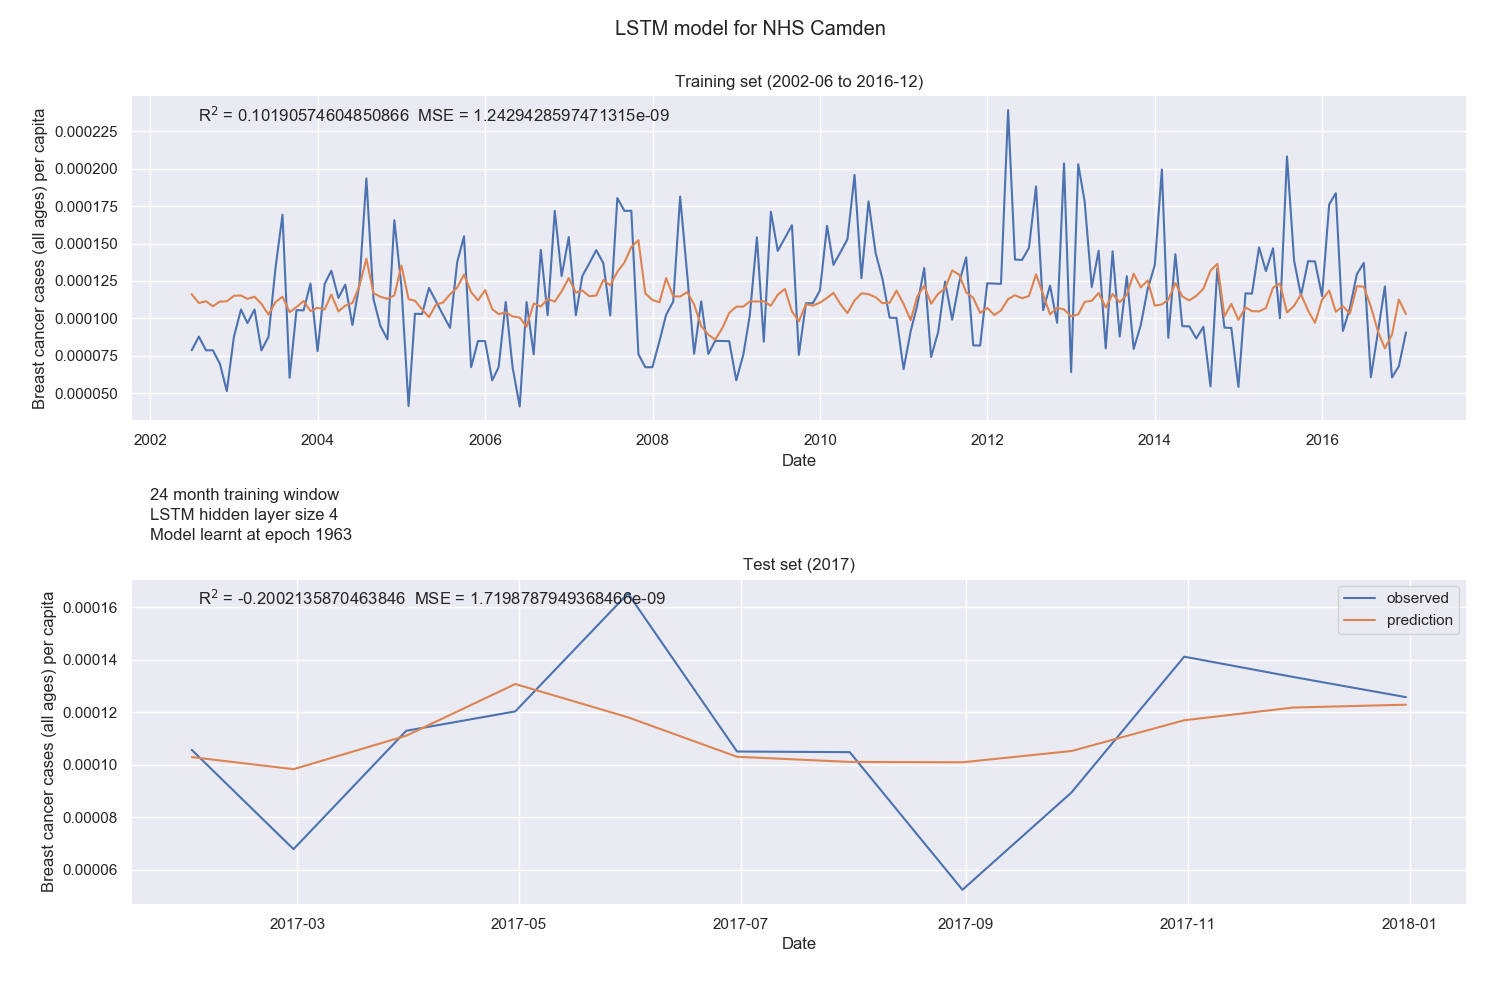 LSTM model for NHS Camden
Training set (2002-06 to 2016-12)
R² = 0.10190574604850866 MSE = 1.2429428597471315e-09
Breast cancer cases (all ages) per capita
0.000225
0.000200
0.000175
0.000150
0.000125
0.000100
0.000075
0.000050
2002 2004 2006 2008 2010 2012 2014 2016
Date
24 month training window
LSTM hidden layer size 4
Model learnt at epoch 1963
Test set (2017)
R² = -0.2002135870463846 MSE = 1.7198787949368466e-09
observed
prediction
Breast cancer cases (all ages) per capita
0.00016
0.00014
0.00012
0.00010
0.00008
0.00006
2017-03 2017-05 2017-07 2017-09 2017-11 2018-01
Date